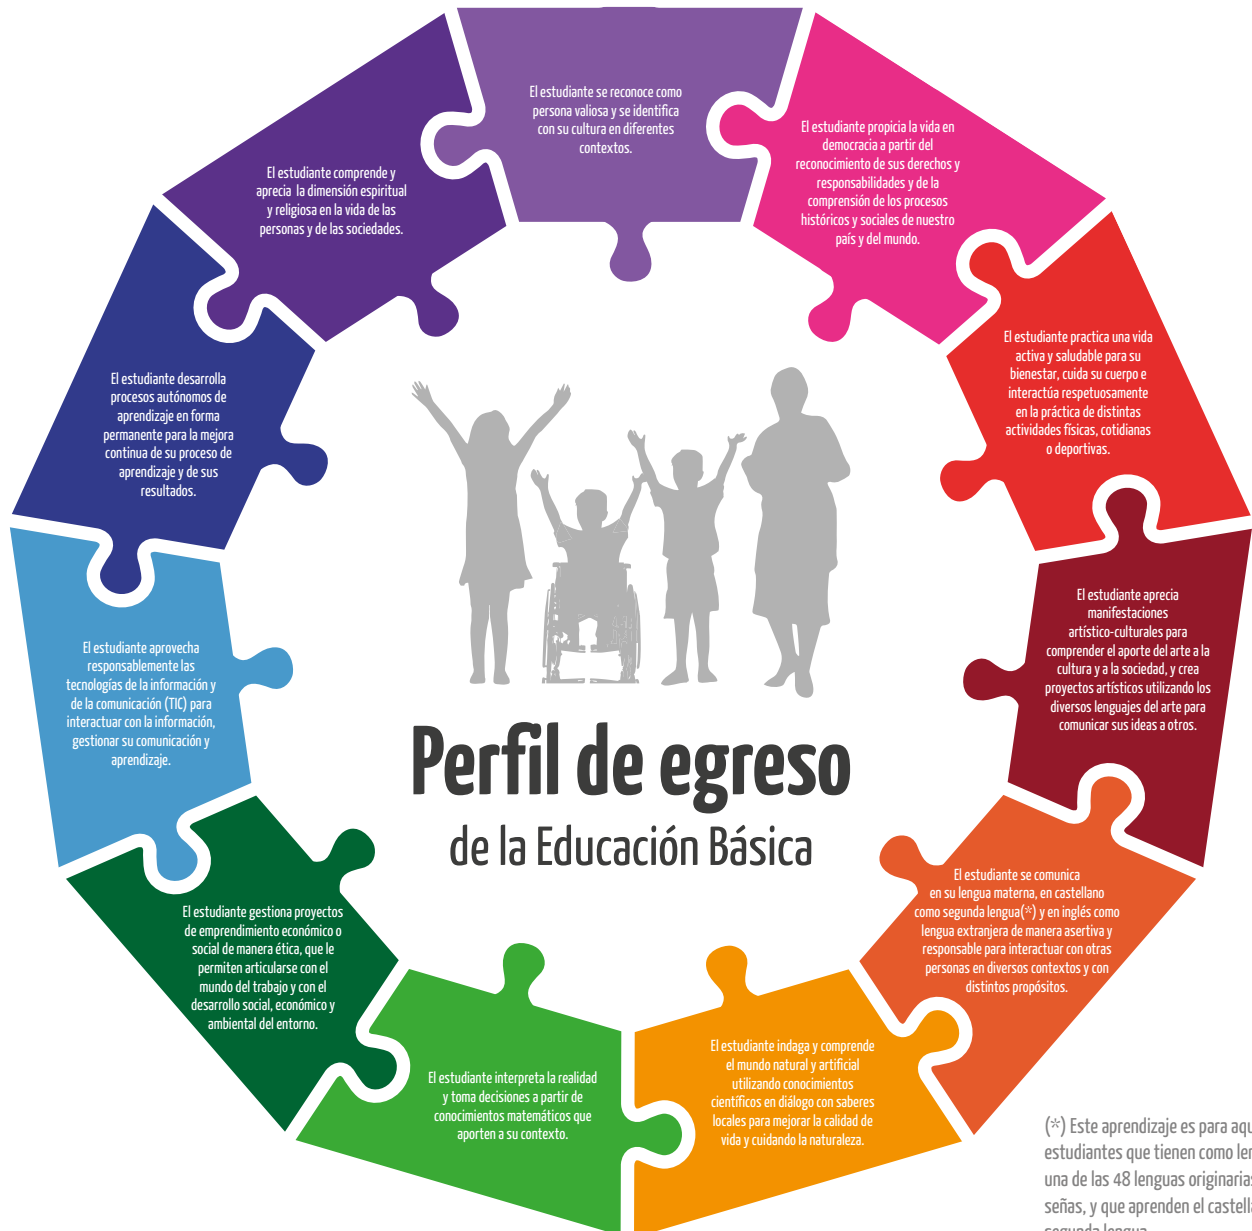 El estudiante se reconoce como
persona valiosa y se identifica
con su cultura en diferentes
contextos.
El estudiante propicia la vida en
democracia a partir del
reconocimiento de sus derechos y
responsabilidades y de la
comprensión de los procesos
históricos y sociales de nuestro
país y del mundo.
El estudiante practica una vida
activa y saludable para su
bienestar, cuida su cuerpo e
interactúa respetuosamente
en la práctica de distintas
actividades físicas, cotidianas
o deportivas.
El estudiante aprecia
manifestaciones
artístico-culturales para
comprender el aporte del arte a la
cultura y a la sociedad, y crea
proyectos artísticos utilizando los
diversos lenguajes del arte para
comunicar sus ideas a otros.
El estudiante se comunica
en su lengua materna, en castellano
como segunda lengua(*) y en inglés como
lengua extranjera de manera asertiva y
responsable para interactuar con otras
personas en diversos contextos y con
distintos propósitos.
El estudiante indaga y comprende
el mundo natural y artificial
utilizando conocimientos
científicos en diálogo con saberes
locales para mejorar la calidad de
vida y cuidando la naturaleza.
El estudiante interpreta la realidad
y toma decisiones a partir de
conocimientos matemáticos que
aporten a su contexto.
El estudiante gestiona proyectos
de emprendimiento económico o
social de manera ética, que le
permiten articularse con el
mundo del trabajo y con el
desarrollo social, económico y
ambiental del entorno.
El estudiante aprovecha
responsablemente las
tecnologías de la información y
de la comunicación (TIC) para
interactuar con la información,
gestionar su comunicación y
aprendizaje.
El estudiante desarrolla
procesos autónomos de
aprendizaje en forma
permanente para la mejora
continua de su proceso de
aprendizaje y de sus
resultados.
El estudiante comprende y
aprecia la dimensión espiritual
y religiosa en la vida de las
personas y de las sociedades.
Perfil de egreso
de la Educación Básica
(*) Este aprendizaje es para
estudiantes que tienen como
una de las 48 lenguas
señas, y que aprenden el
segunda lengua